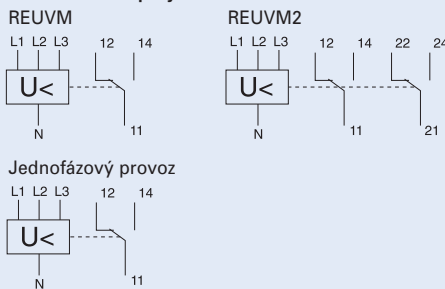 REUVM REUVM2
L1 L2 L3 12 14 L1 L2 L3 12 14 22 24
U< U<
N 11 N 11 21
Jednofázový provoz
L1 L2 L3 12 14
U<
N 11